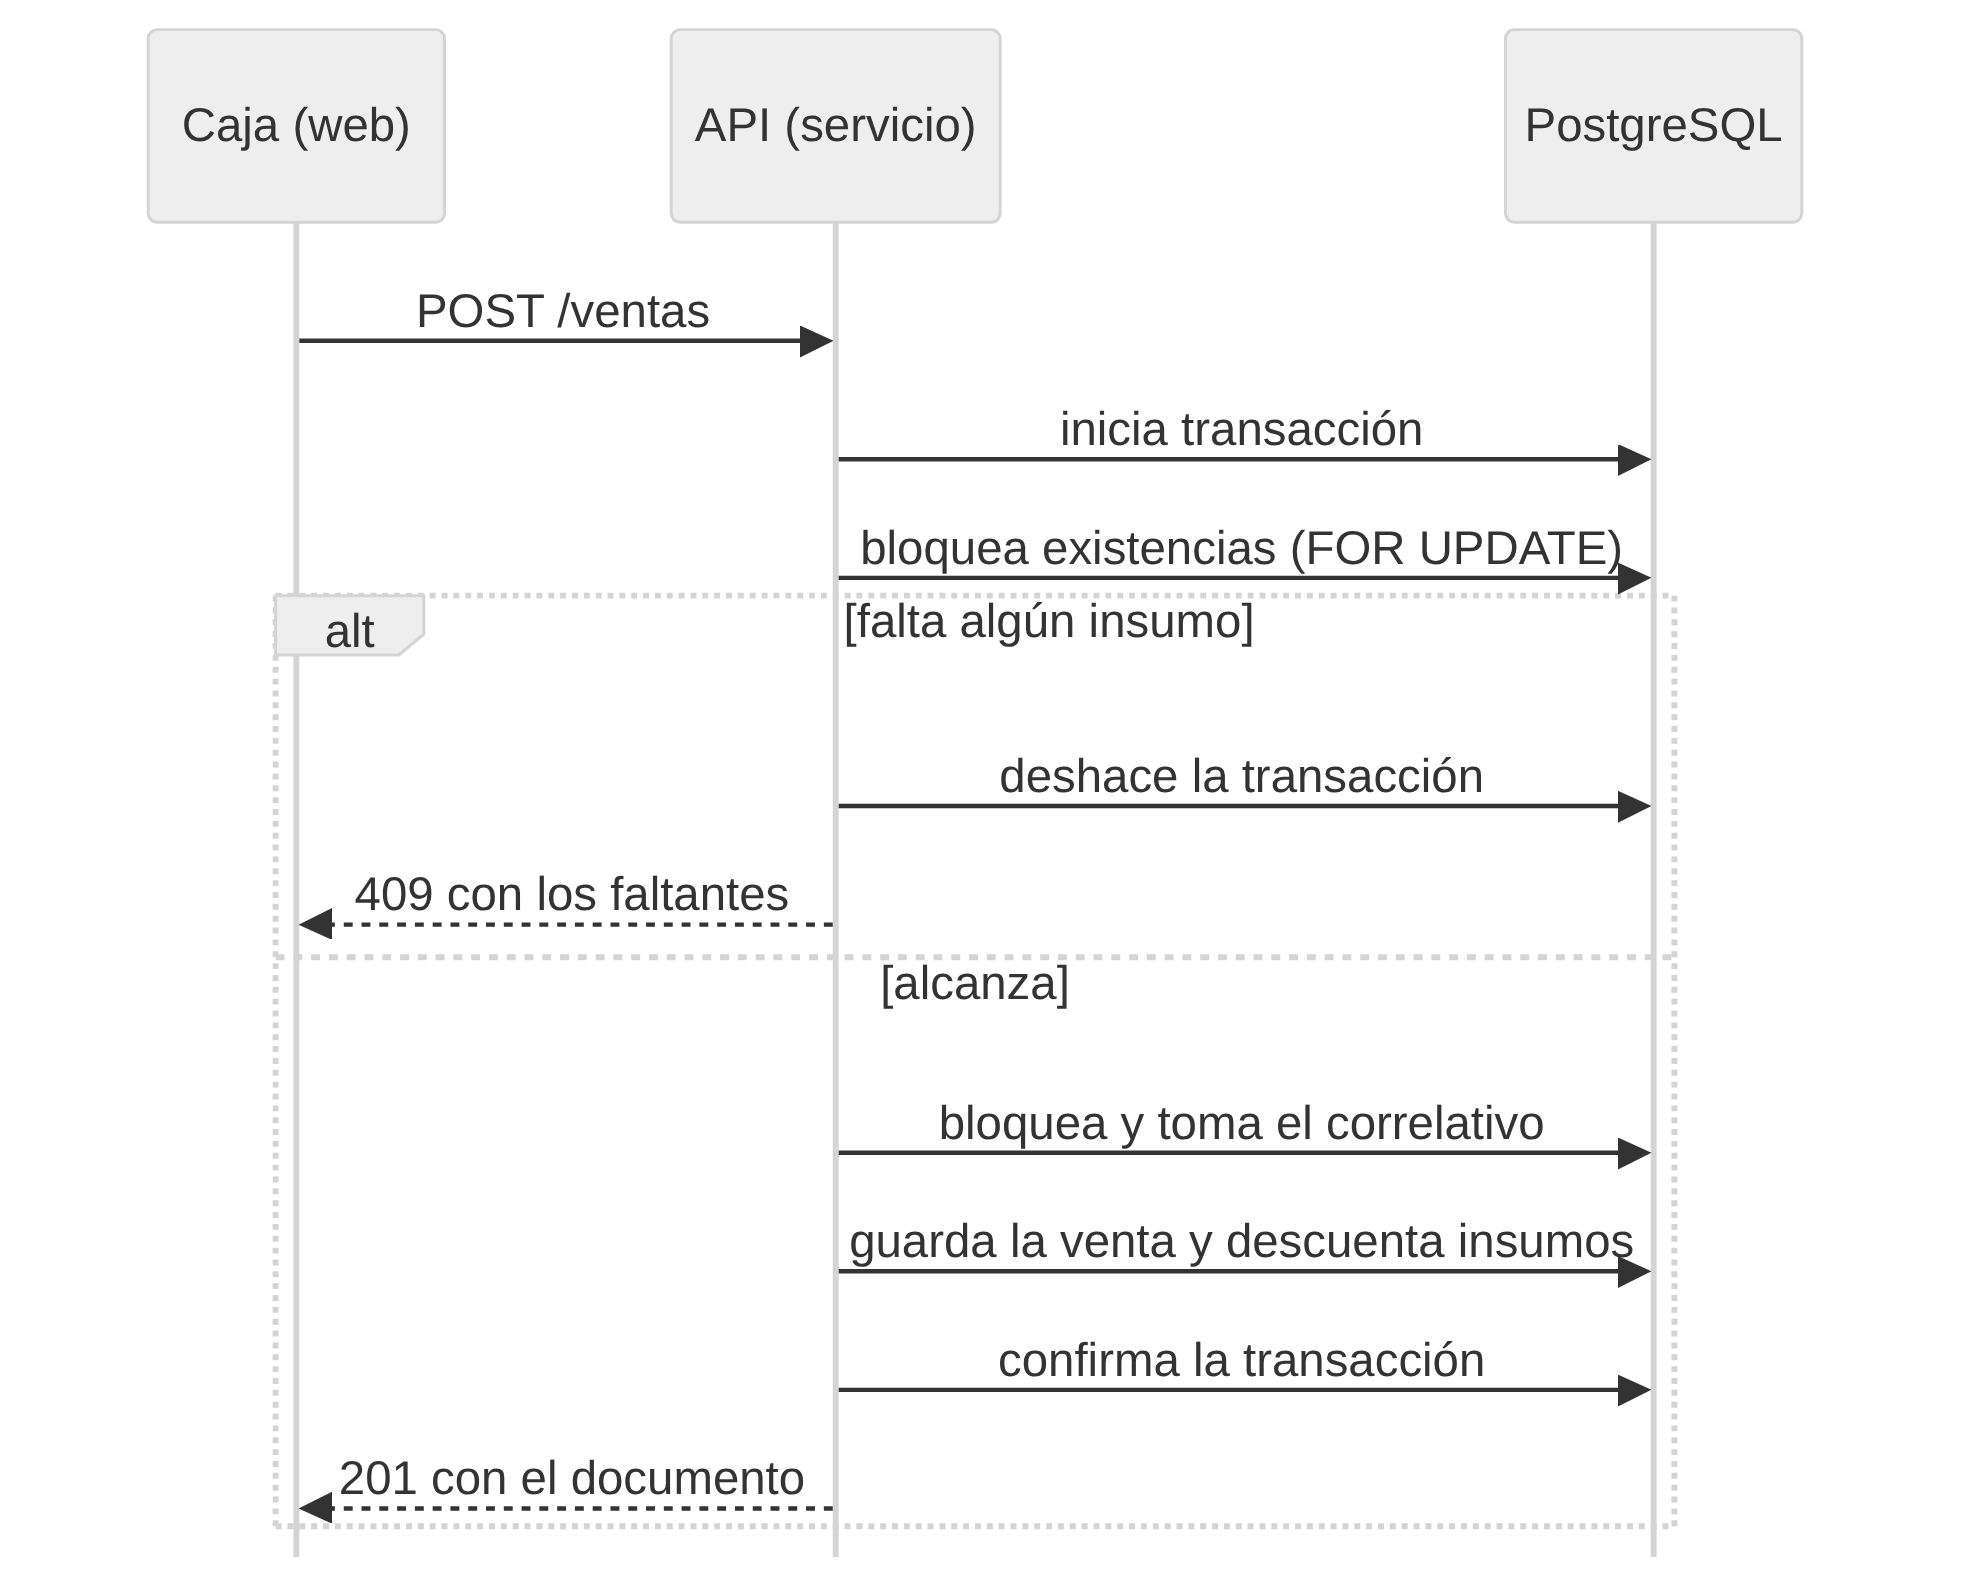 Caja (web)
API (servicio)
PostgreSQL
POST /ventas
inicia transacción
bloquea existencias (FOR UPDATE)
alt
[falta algún insumo]
deshace la transacción
409 con los faltantes
[alcanza]
bloquea y toma el correlativo
guarda la venta y descuenta insumos
confirma la transacción
201 con el documento